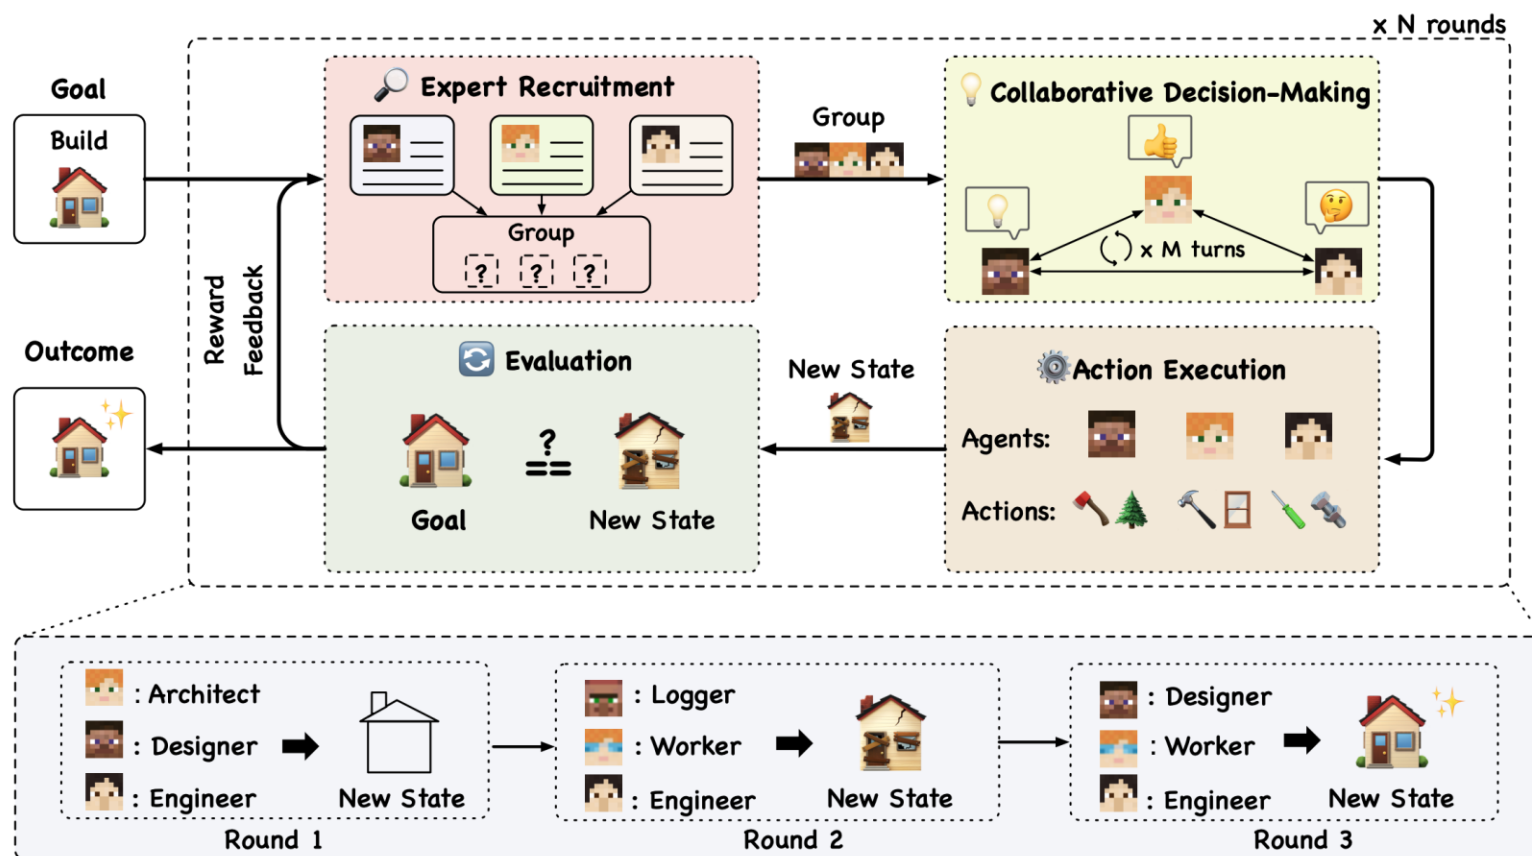 x N rounds
Goal
Build
Expert Recruitment
Group
? ? ?
Group
Collaborative Decision-Making
x M turns
Reward
Feedback
Outcome
Evaluation
?
==
Goal
New State
New State
Action Execution
Agents:
Actions:
: Architect
: Designer
: Engineer
New State
Round 1
: Logger
: Worker
: Engineer
New State
Round 2
: Designer
: Worker
: Engineer
New State
Round 3